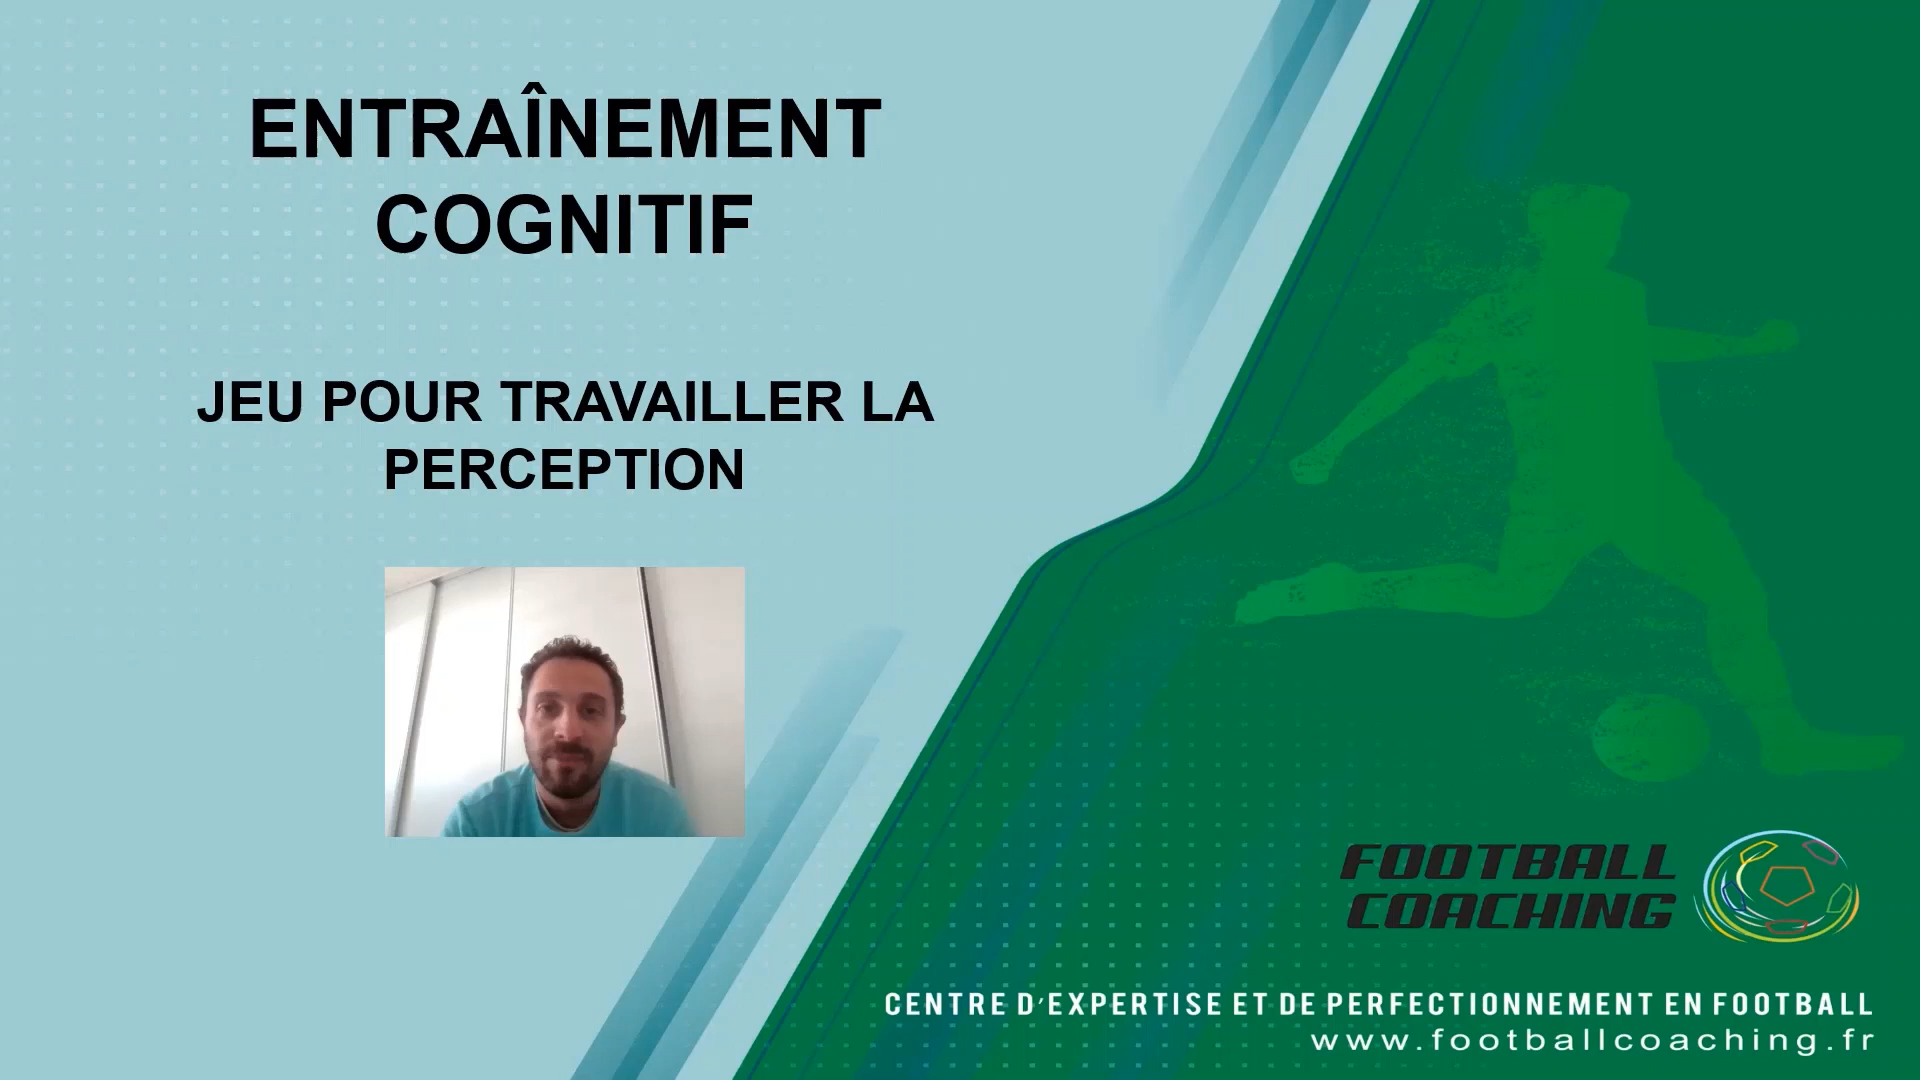 ENTRAÎNEMENT
COGNITIF
JEU POUR TRAVAILLER LA
PERCEPTION
FOOTBALL
COACHING
CENTRE D'EXPERTISE ET DE PERFECTIONNEMENT EN FOOTBALL
www.footballcoaching.fr